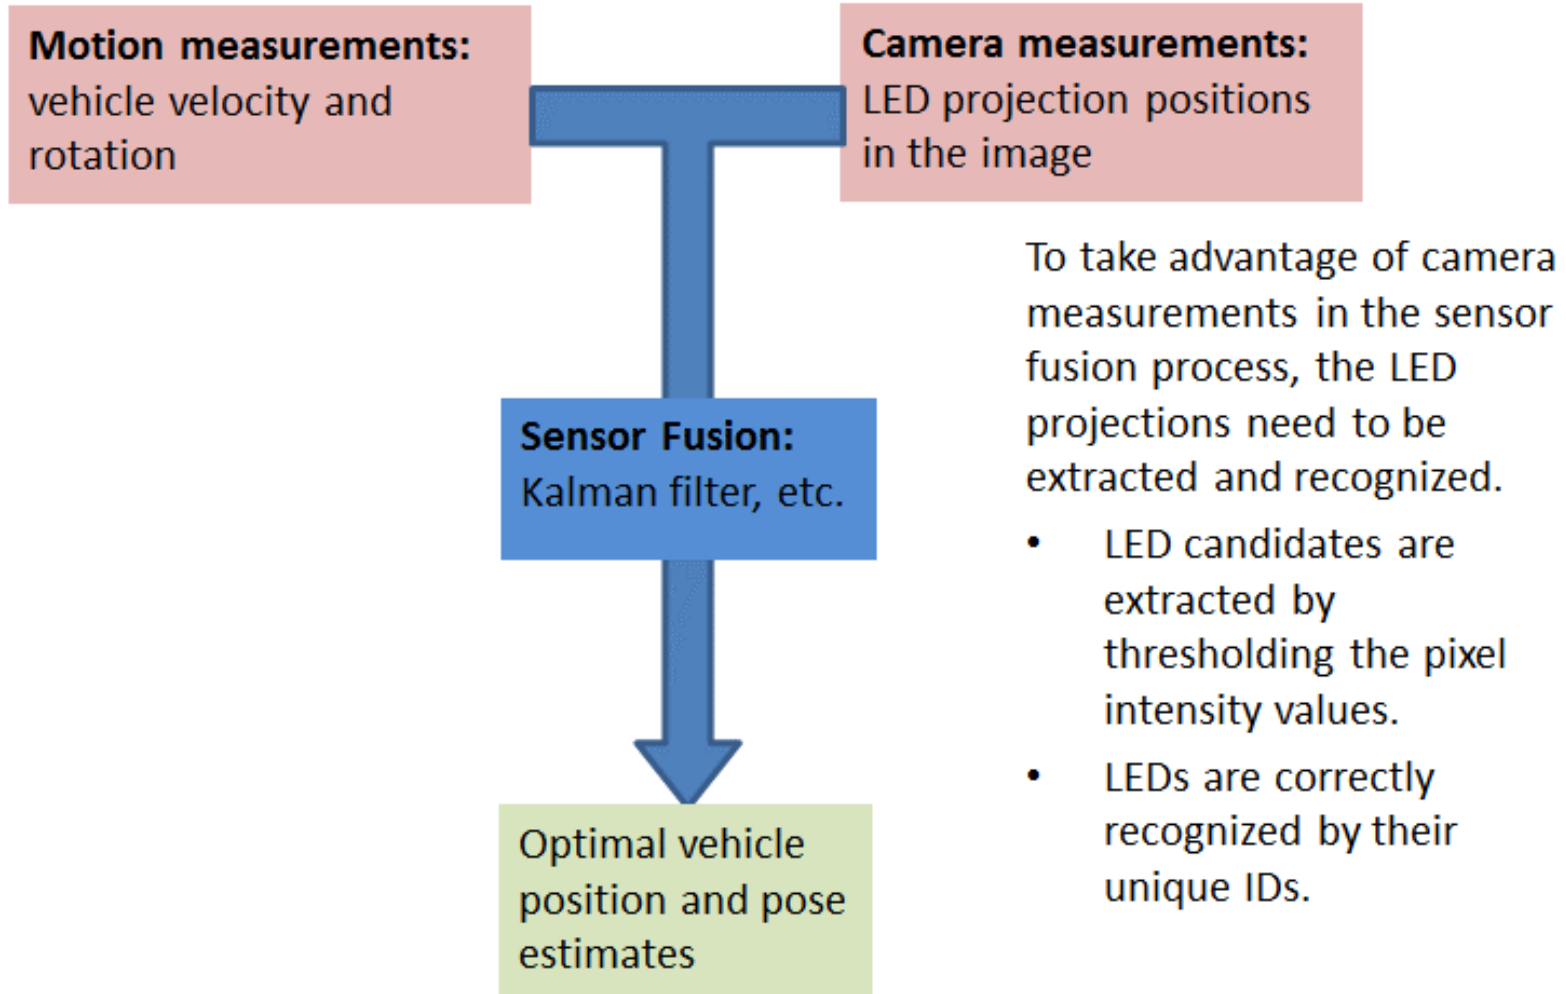 Motion measurements:
vehicle velocity and
rotation
Camera measurements:
LED projection positions
in the image
To take advantage of camera
measurements in the sensor
fusion process, the LED
projections need to be
extracted and recognized.
• LED candidates are
extracted by
thresholding the pixel
intensity values.
• LEDs are correctly
recognized by their
unique IDs.
Sensor Fusion:
Kalman filter, etc.
Optimal vehicle
position and pose
estimates